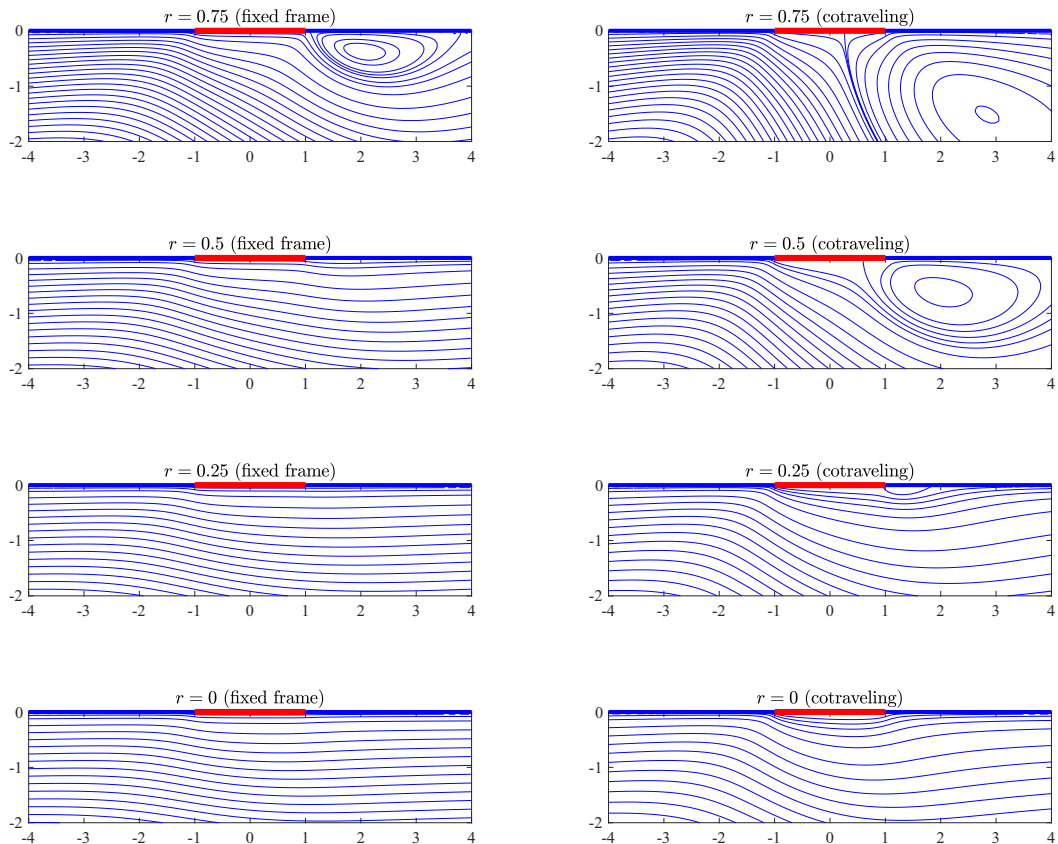 r = 0.75 (fixed frame)
r = 0.75 (cotraveling)
0
-1
-2
-4 -3 -2 -1 0 1 2 3 4
0
-1
-2
-4 -3 -2 -1 0 1 2 3 4
r = 0.5 (fixed frame)
r = 0.5 (cotraveling)
0
-1
-2
-4 -3 -2 -1 0 1 2 3 4
0
-1
-2
-4 -3 -2 -1 0 1 2 3 4
r = 0.25 (fixed frame)
r = 0.25 (cotraveling)
0
-1
-2
-4 -3 -2 -1 0 1 2 3 4
0
-1
-2
-4 -3 -2 -1 0 1 2 3 4
r = 0 (fixed frame)
r = 0 (cotraveling)
0
-1
-2
-4 -3 -2 -1 0 1 2 3 4
0
-1
-2
-4 -3 -2 -1 0 1 2 3 4